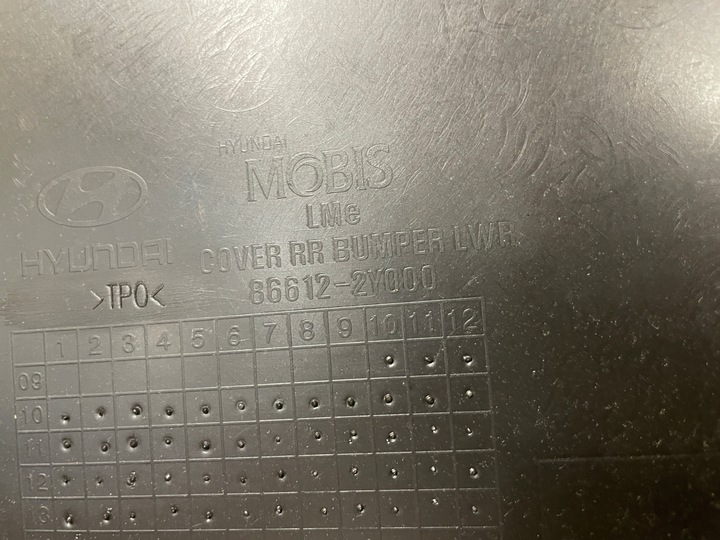 HYUNDAI
MOBIS
LMe
HYUNDAI
COVER RR BUMPER LWR
>TPO<
86612-2Y000
1 2 3 4 5 6 7 8 9 10 11 12
09
10
11
12
13